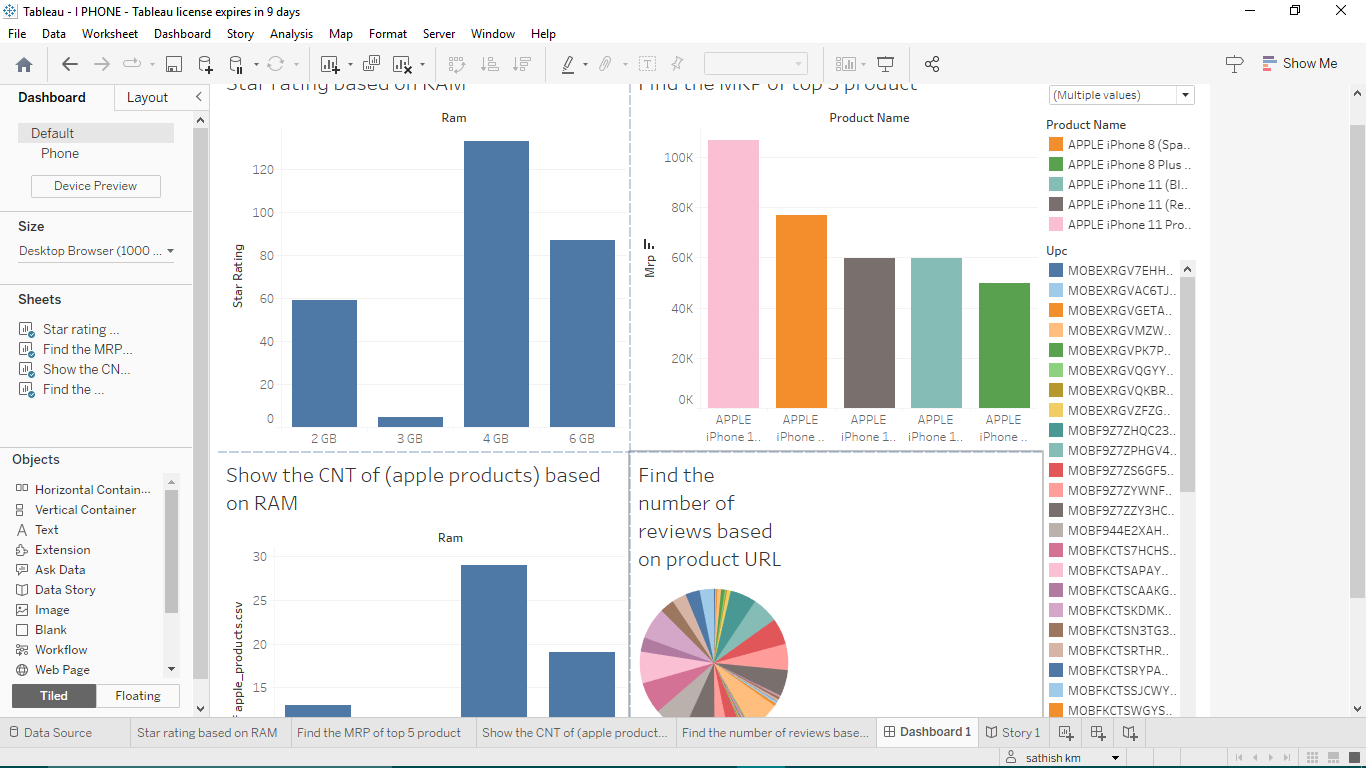 Tableau - I PHONE - Tableau license expires in 9 days
File Data Worksheet Dashboard Story Analysis Map Format Server Window Help
Show Me
Dashboard Layout
Default
Phone
Device Preview
Size
Desktop Browser (1000 ...
Sheets
Star rating ...
Find the MRP...
Show the CN...
Find the ...
Objects
Horizontal Contain...
Vertical Container
Text
Extension
Ask Data
Data Story
Image
Blank
Workflow
Web Page
Tiled Floating
Star rating based on RAM
Ram
Star Rating
120
100
80
60
40
20
0
2 GB 3 GB 4 GB 6 GB
Find the MRP of top 5 product
Product Name
Mrp
100K
80K
60K
40K
20K
0K
APPLE APPLE APPLE APPLE APPLE
iPhone 1.. iPhone .. iPhone 1.. iPhone 1.. iPhone ..
Show the CNT of (apple products) based
on RAM
Ram
# apple_products.csv
30
25
20
15
Find the
number of
reviews based
on product URL
(Multiple values)
Product Name
APPLE iPhone 8 (Spa..
APPLE iPhone 8 Plus ..
APPLE iPhone 11 (Bl..
APPLE iPhone 11 (Re..
APPLE iPhone 11 Pro..
Upc
MOBEXRGV7EHH..
MOBEXRGVAC6TJ..
MOBEXRGVGETA..
MOBEXRGVMZW..
MOBEXRGVPK7P..
MOBEXRGVQGYY..
MOBEXRGVQKBR..
MOBEXRGVZFZG..
MOBF9Z7ZHQC23..
MOBF9Z7ZPHGV4..
MOBF9Z7ZS6GF5..
MOBF9Z7ZYWNF..
MOBF9Z7ZZY3HC..
MOBF944E2XAH..
MOBFKCTS7HCHS..
MOBFKCTSAPAY..
MOBFKCTSCAAKG..
MOBFKCTSKDMK..
MOBFKCTSN3TG3..
MOBFKCTSRTHR..
MOBFKCTSRYPA..
MOBFKCTSSJCWY..
MOBFKCTSWGYS..
Data Source Star rating based on RAM Find the MRP of top 5 product Show the CNT of (apple product... Find the number of reviews base... Dashboard 1 Story 1
sathish km